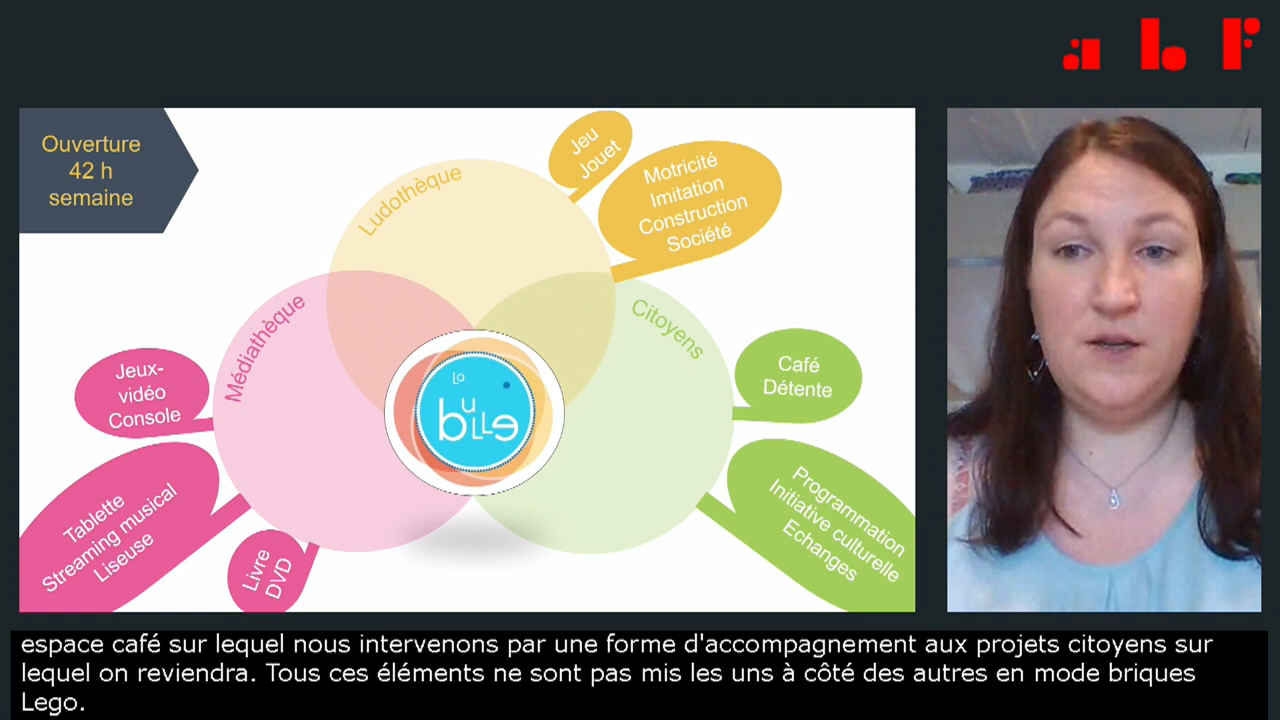 abf
Ouverture
42 h
semaine
Ludothèque
Jeu
Jouet
Motricité
Imitation
Construction
Société
Médiathèque
Citoyens
Jeux-
vidéo
Console
Café
Détente
La
bulle
Tablette
Streaming musical
Liseuse
Livre
DVD
Programmation
Initiative culturelle
Echanges
espace café sur lequel nous intervenons par une forme d'accompagnement aux projets citoyens sur
lequel on reviendra. Tous ces éléments ne sont pas mis les uns à côté des autres en mode briques
Lego.